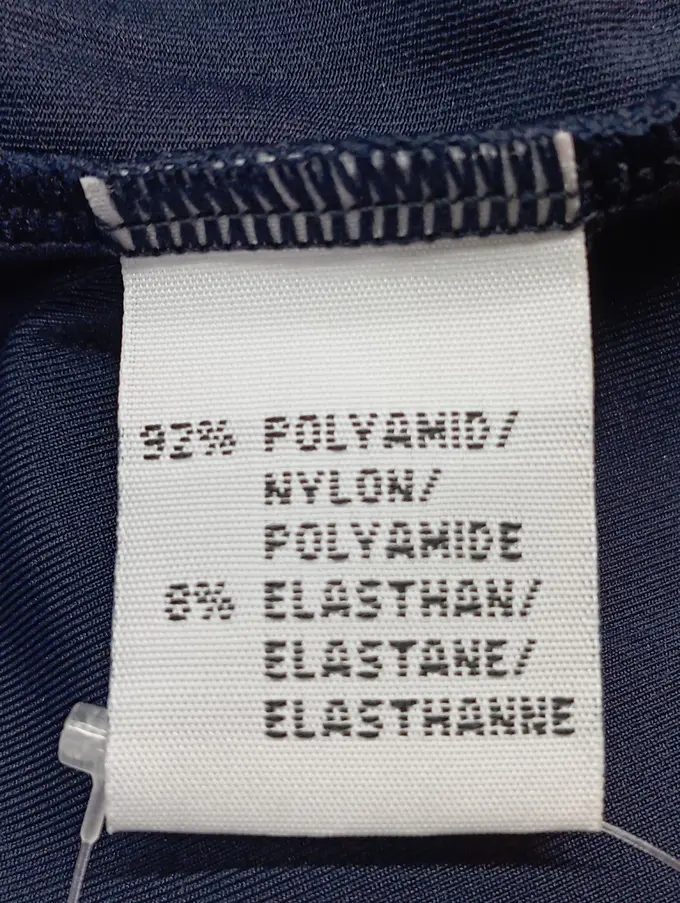 92% POLYAMID/
NYLON/
POLYAMIDE
8% ELASTHAN/
ELASTANE/
ELASTHANNE